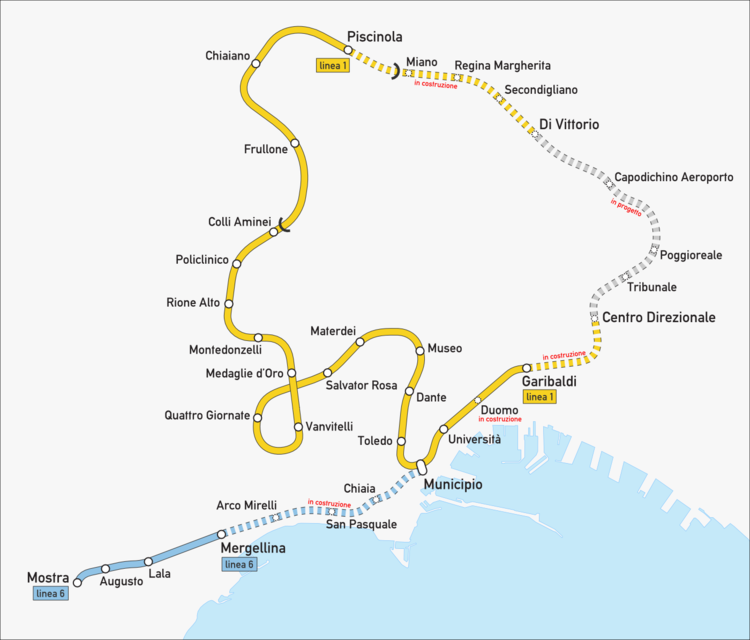 Piscinola
linea 1
Chiaiano
Miano
Regina Margherita
in costruzione
Secondigliano
Di Vittorio
Frullone
Capodichino Aeroporto
in progetto
Colli Aminei
Policlinico
Poggioreale
Tribunale
Rione Alto
Centro Direzionale
Materdei
Museo
Montedonzelli
in costruzione
Medaglie d'Oro
Salvator Rosa
Garibaldi
linea 1
Dante
Duomo
in costruzione
Quattro Giornate
Vanvitelli
Toledo
Università
Municipio
Chiaia
Arco Mirelli
in costruzione
San Pasquale
Mergellina
linea 6
Mostra
linea 6
Augusto
Lala